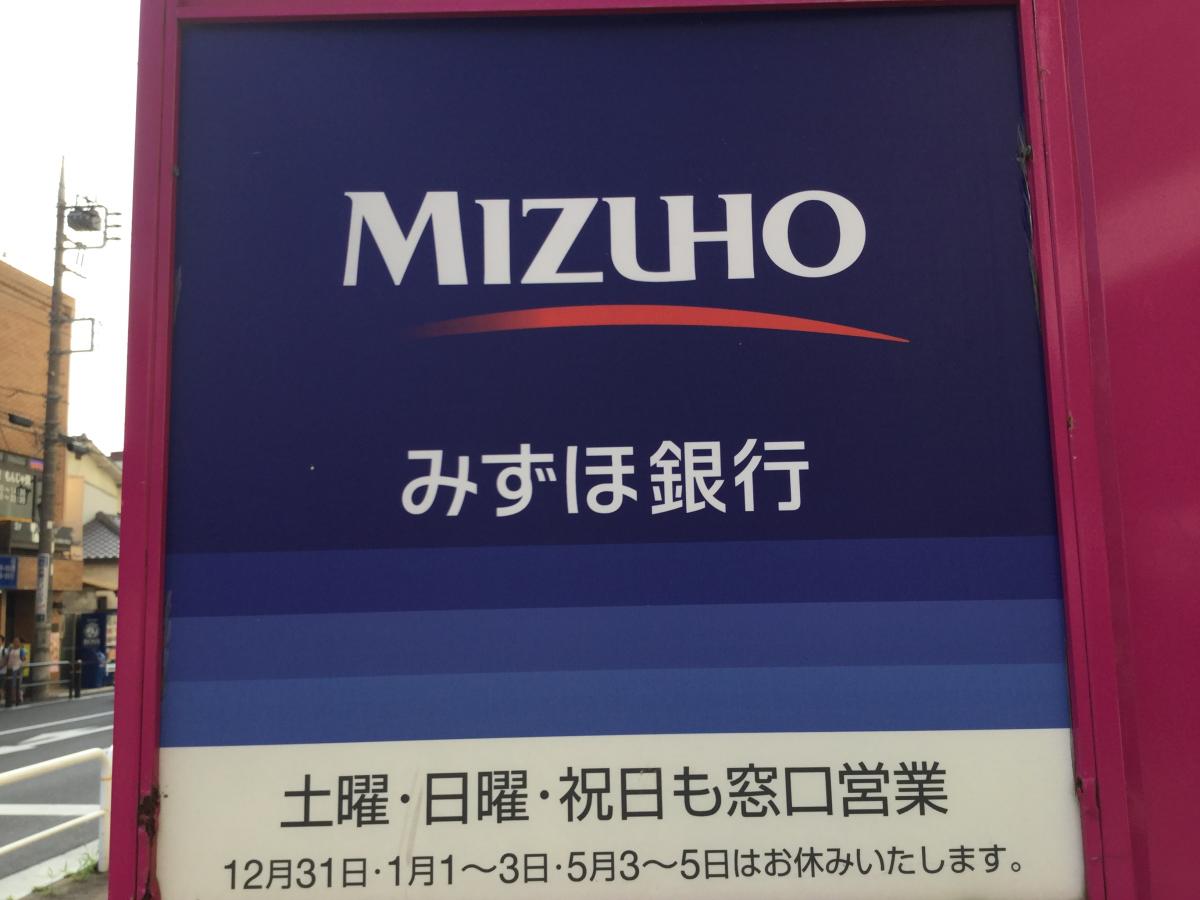 MIZUHO
みずほ銀行
土曜・日曜・祝日も窓口営業
12月31日・1月1～3日・5月3～5日はお休みいたします。